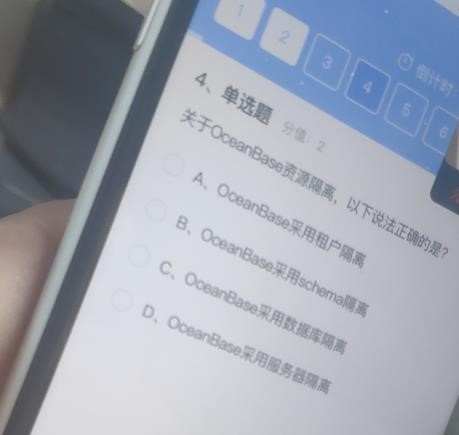 1
2
3
4
5
6
倒计时:
4、单选题 分值：2
关于OceanBase资源隔离，以下说法正确的是?
A、OceanBase采用租户隔离
B、OceanBase采用schema隔离
C、OceanBase采用数据库隔离
D、OceanBase采用服务器隔离